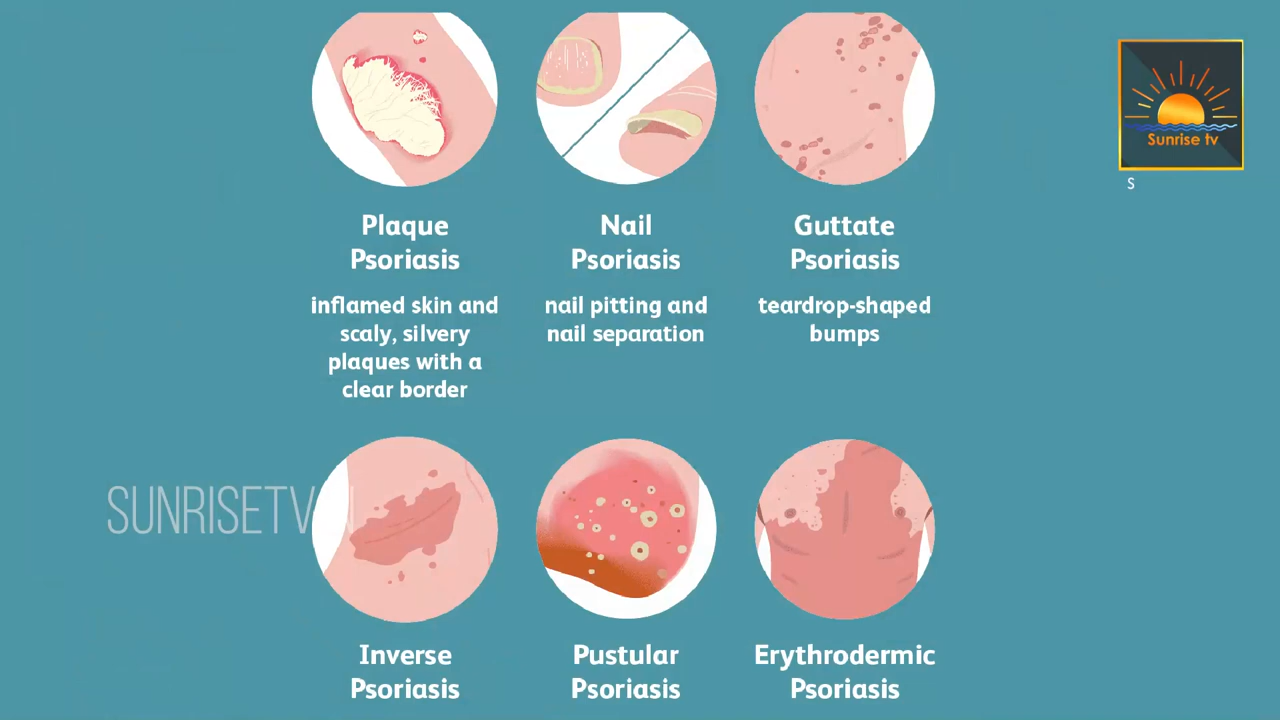 Sunrise tv
S
Plaque
Psoriasis
Nail
Psoriasis
Guttate
Psoriasis
inflamed skin and
scaly, silvery
plaques with a
clear border
nail pitting and
nail separation
teardrop-shaped
bumps
SUNRISETV
Inverse
Psoriasis
Pustular
Psoriasis
Erythrodermic
Psoriasis